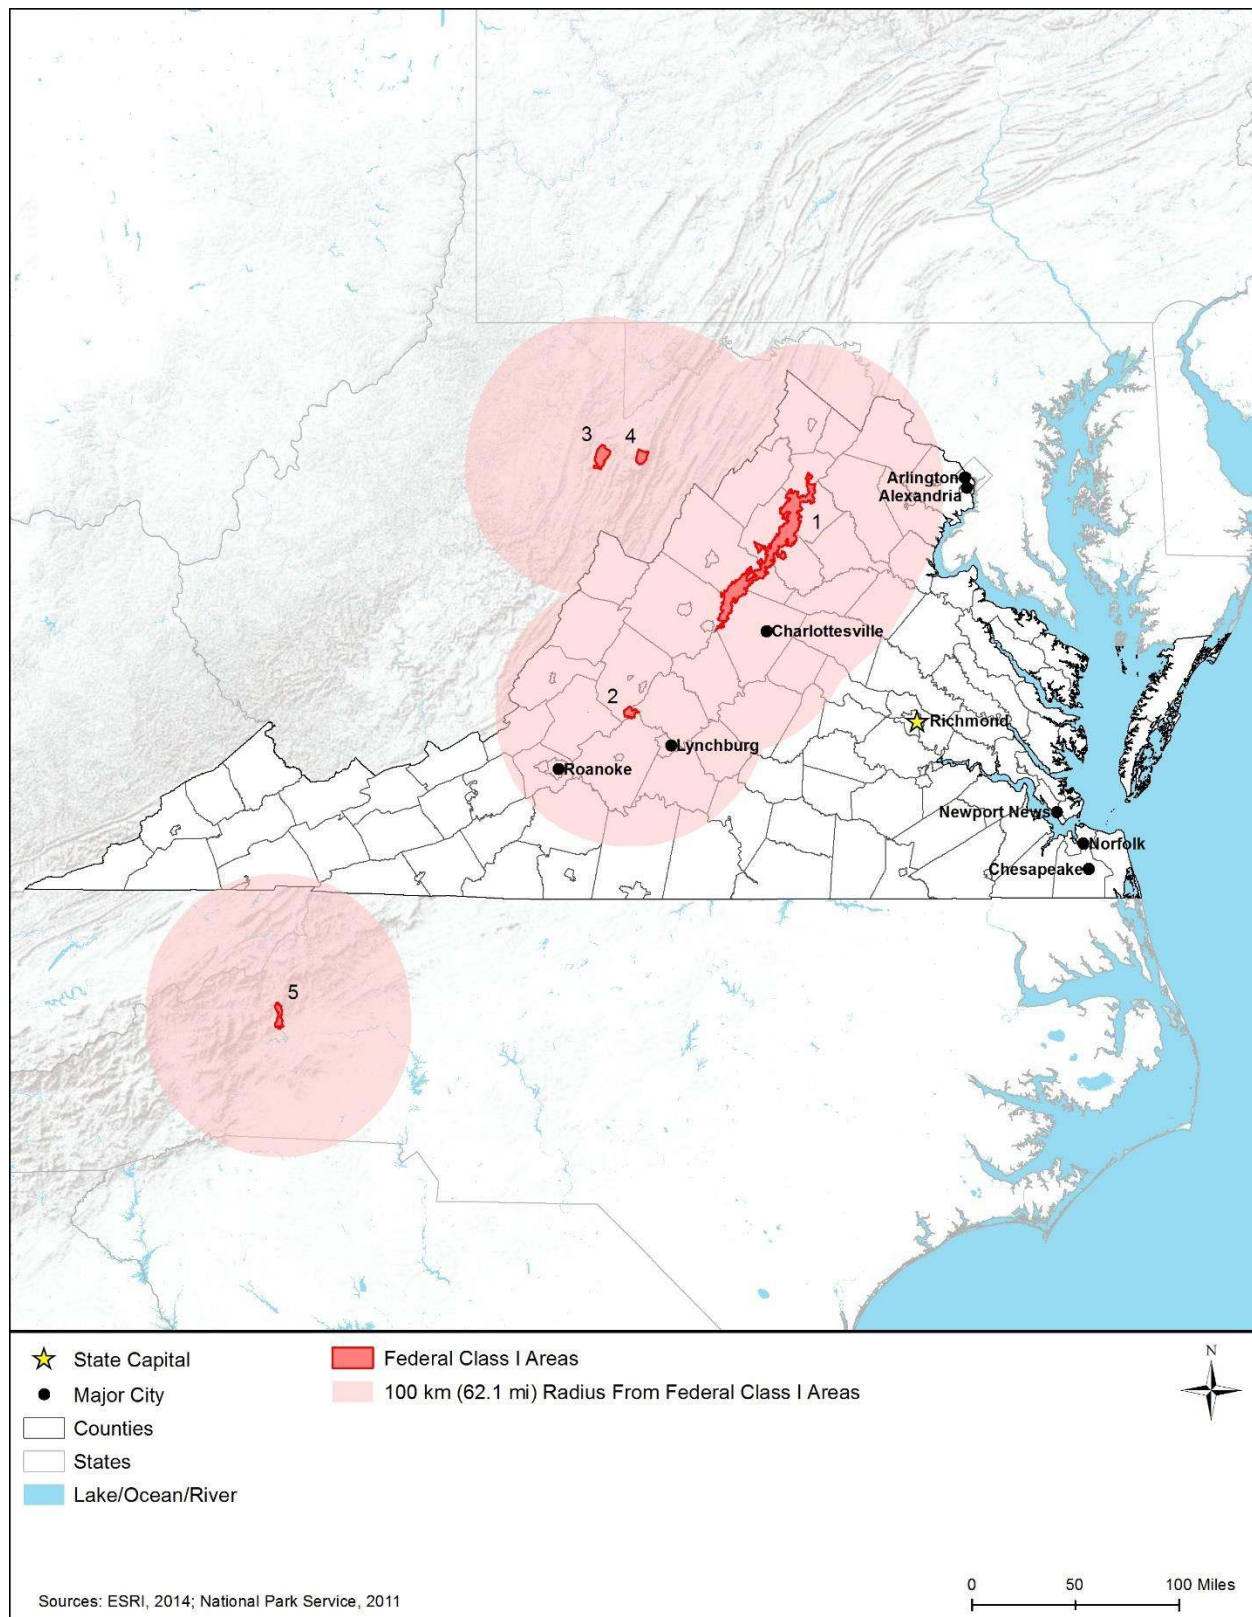 3
4
Arlington
Alexandria
1
Charlottesville
2
Richmond
Lynchburg
Roanoke
Newport News
Norfolk
Chesapeake
5
State Capital
Federal Class I Areas
N
Major City
100 km (62.1 mi) Radius From Federal Class I Areas
Counties
States
Lake/Ocean/River
0 50 100 Miles
Sources: ESRI, 2014; National Park Service, 2011